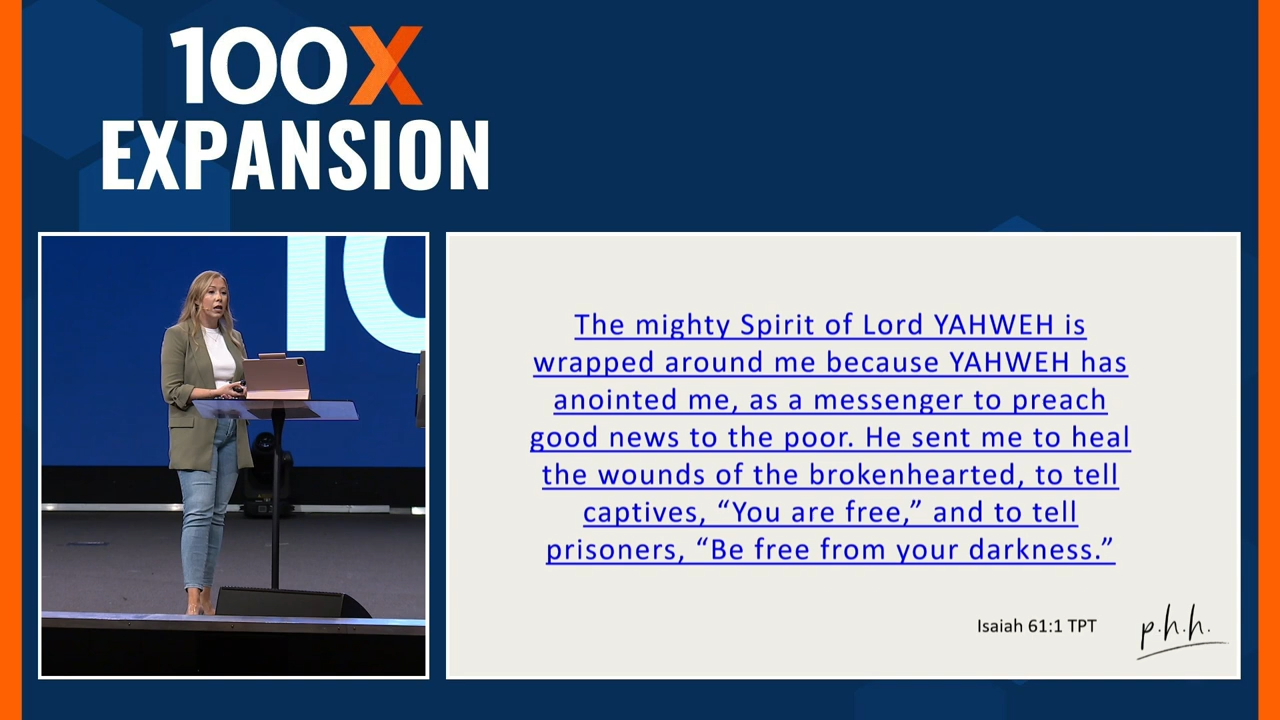 100X
EXPANSION
10
The mighty Spirit of Lord YAHWEH is
wrapped around me because YAHWEH has
anointed me, as a messenger to preach
good news to the poor. He sent me to heal
the wounds of the brokenhearted, to tell
captives, “You are free,” and to tell
prisoners, “Be free from your darkness.”
Isaiah 61:1 TPT
p.h.h.